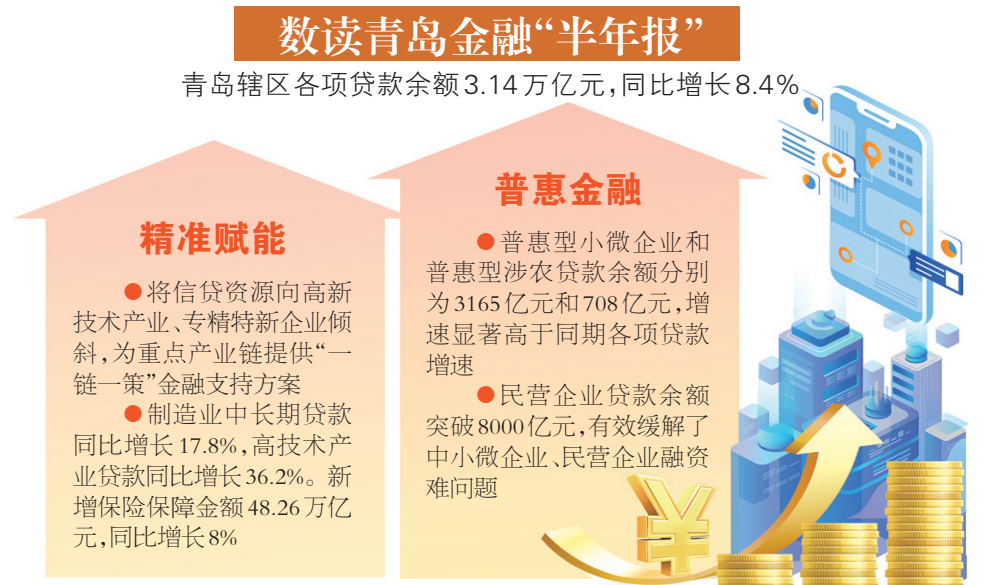 数读青岛金融“半年报”
青岛辖区各项贷款余额3.14万亿元,同比增长8.4%
精准赋能
●将信贷资源向高新
技术产业、专精特新企业倾
斜,为重点产业链提供“一
链一策”金融支持方案
●制造业中长期贷款
同比增长17.8%,高技术产
业贷款同比增长36.2%。新
增保险保障金额48.26万亿
元,同比增长8%
普惠金融
●普惠型小微企业和
普惠型涉农贷款余额分别
为3165亿元和708亿元,增
速显著高于同期各项贷款
增速
●民营企业贷款余额
突破8000亿元,有效缓解了
中小微企业、民营企业融资
难问题